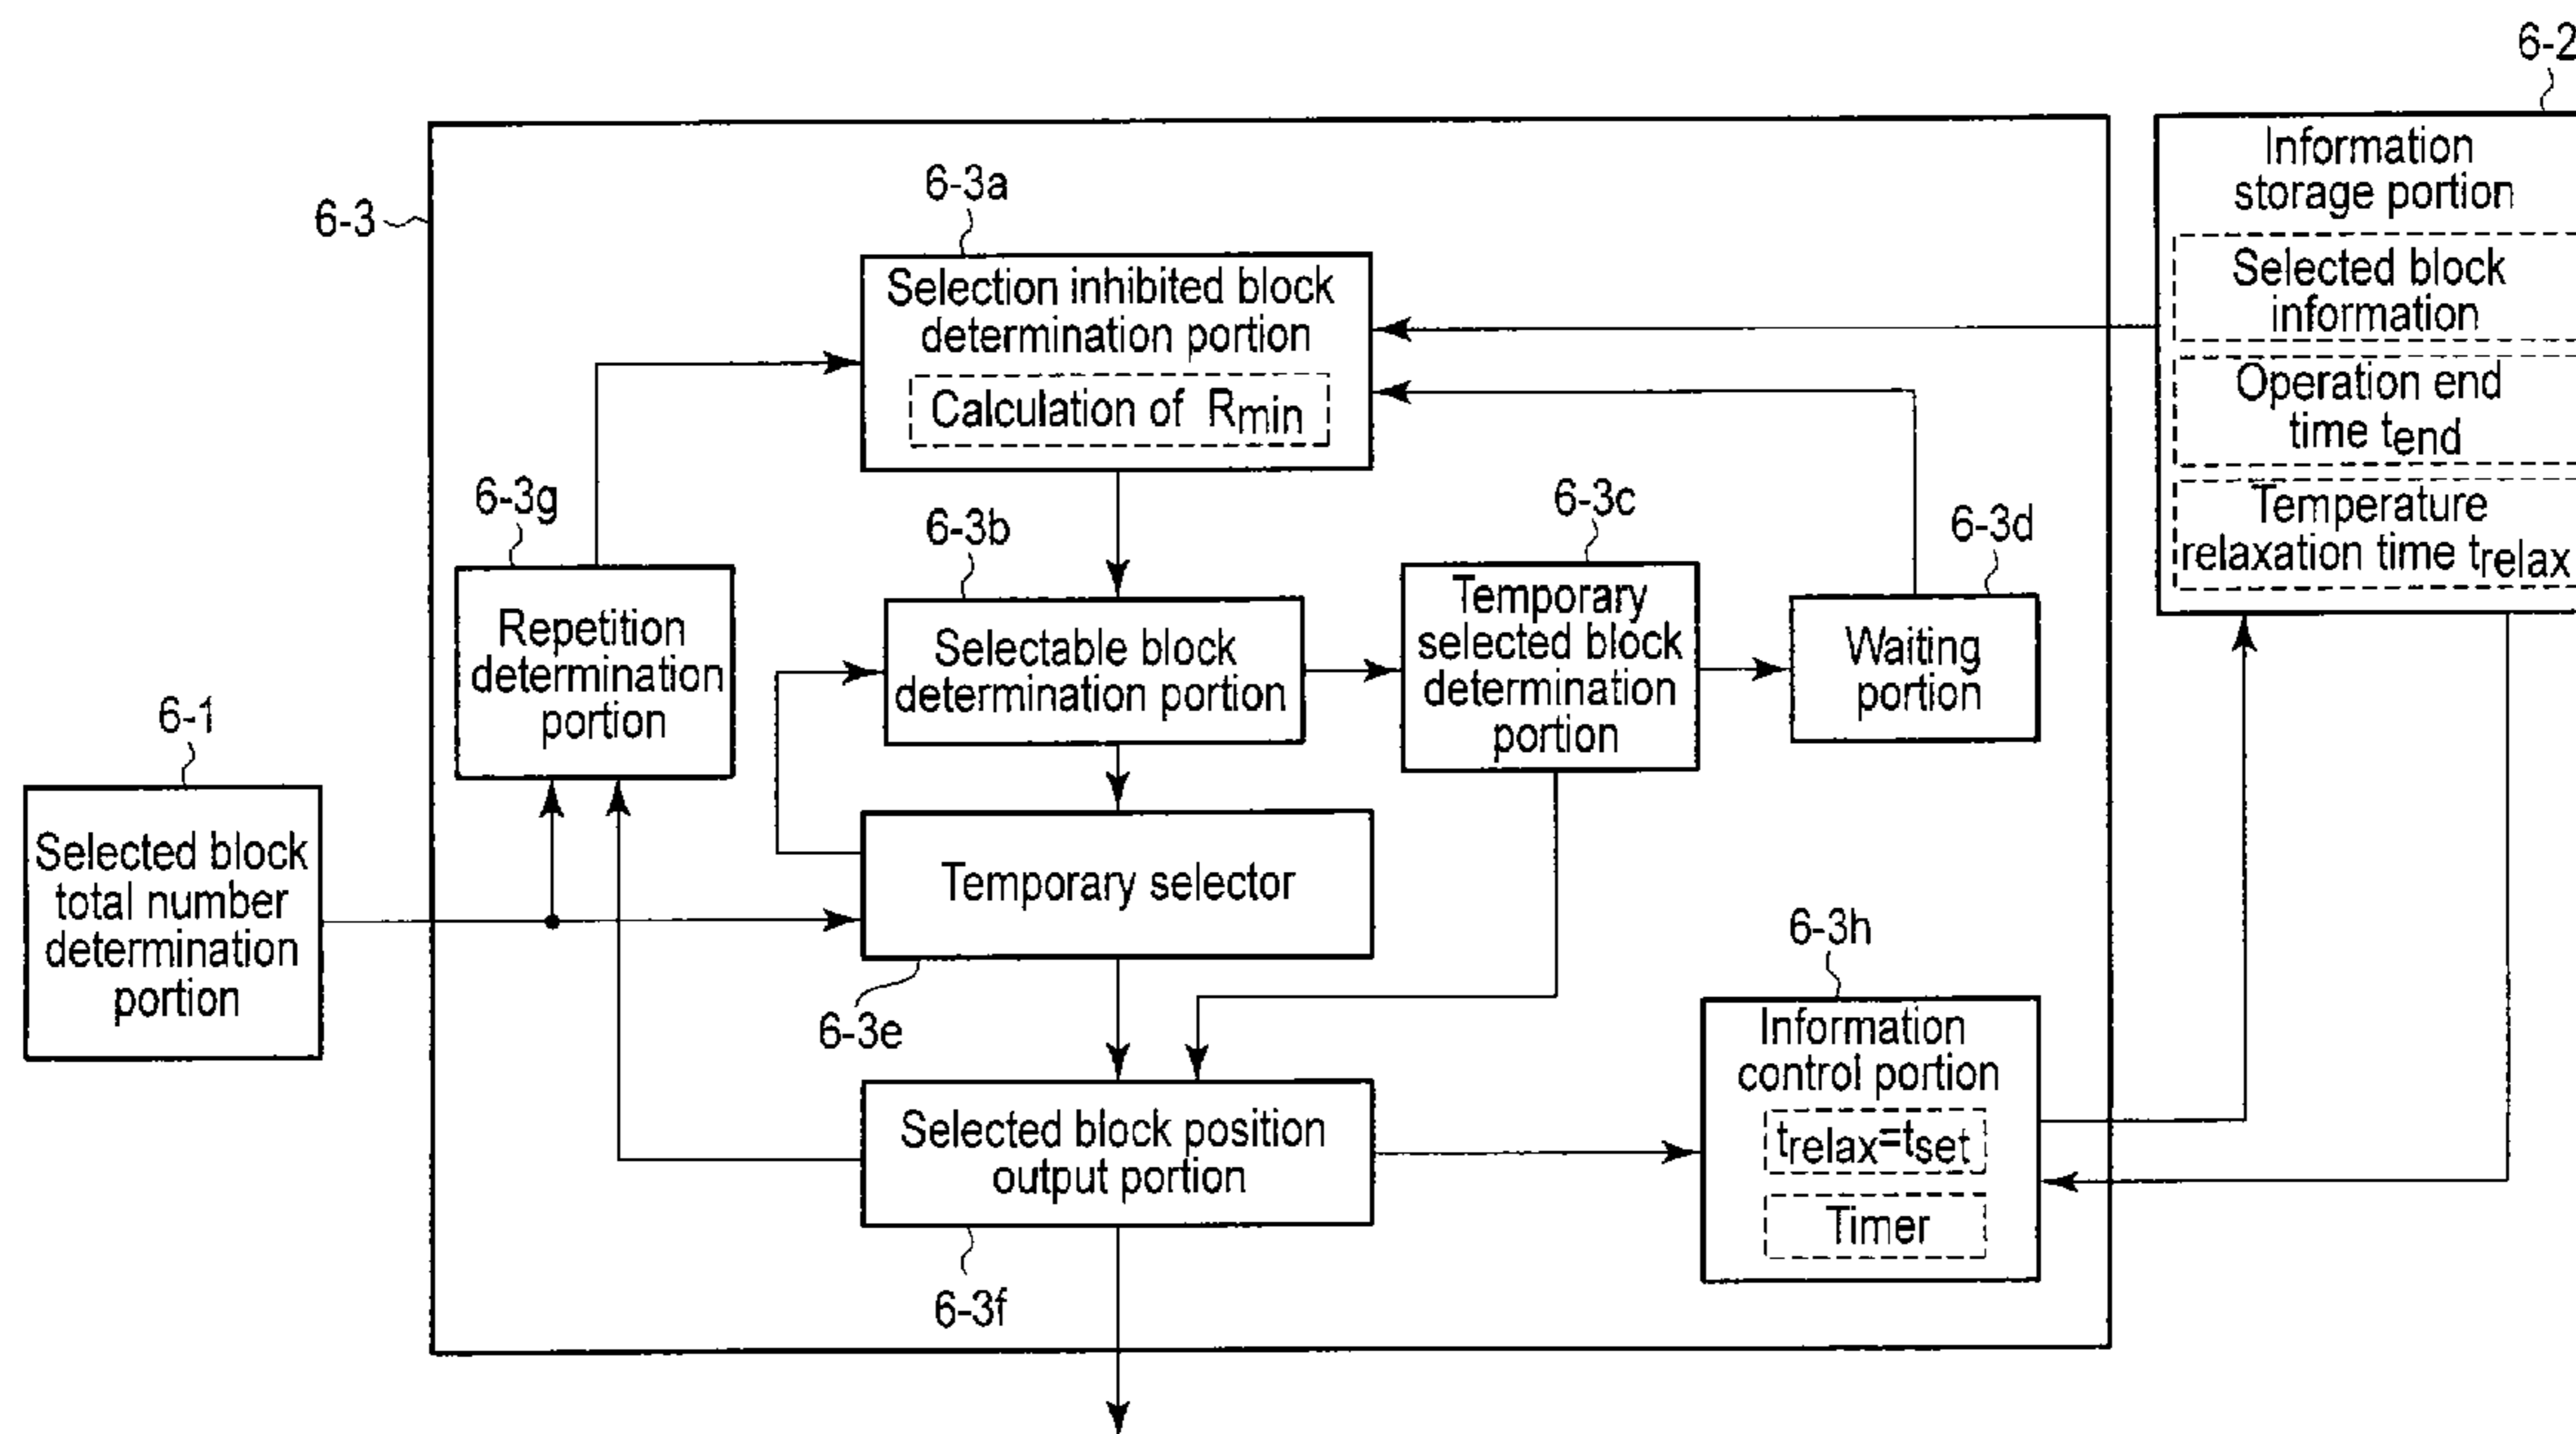 6-2
Information
storage portion
Selected block
information
Operation end
time tend
Temperature
relaxation time trelax
6-3
6-3a
Selection inhibited block
determination portion
Calculation of Rmin
6-3g
Repetition
determination
portion
6-3b
Selectable block
determination portion
6-3c
Temporary
selected block
determination
portion
6-3d
Waiting
portion
6-1
Selected block
total number
determination
portion
Temporary selector
6-3e
6-3h
Information
control portion
trelax=tset
Timer
Selected block position
output portion
6-3f